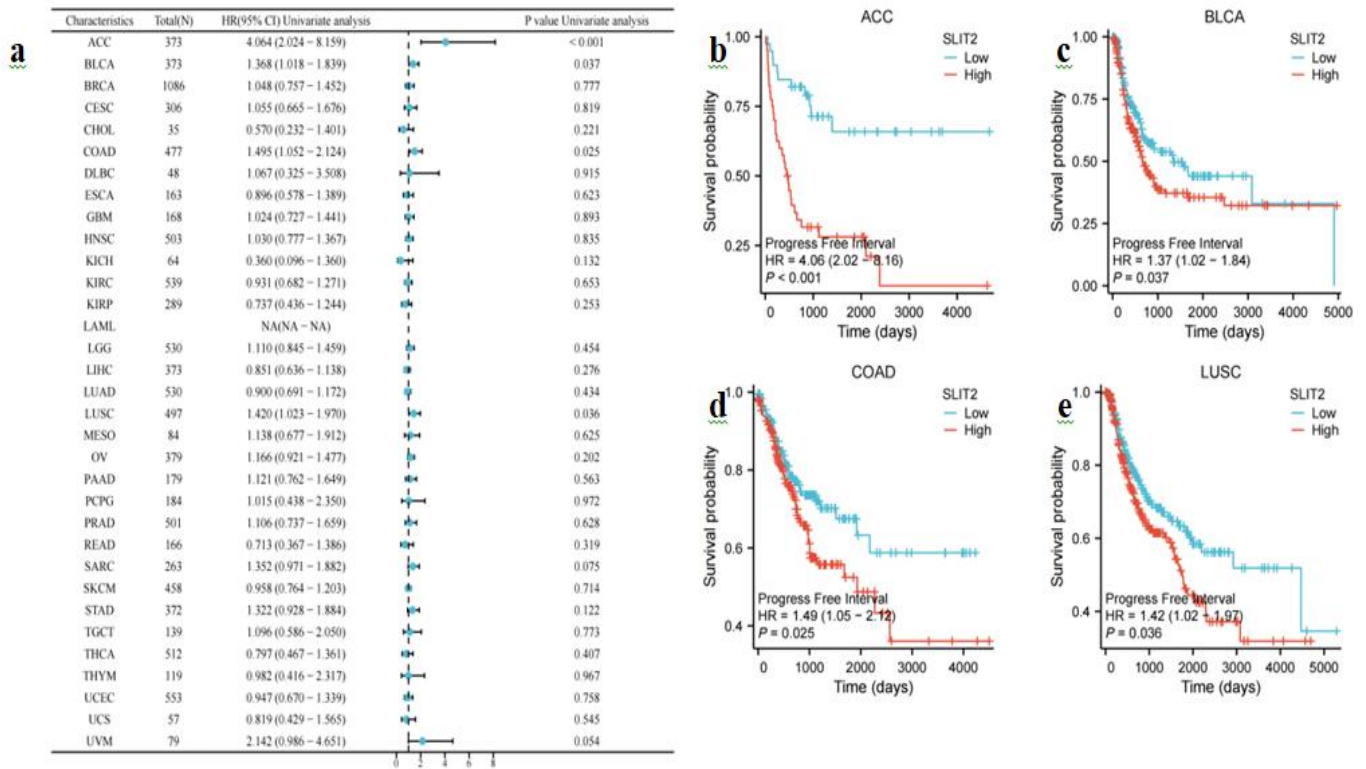 a
Characteristics Total(N) HR(95% CI) Univariate analysis P value Univariate analysis
ACC 373 4.064 (2.024 − 8.159) < 0.001
BLCA 373 1.368 (1.018 − 1.839) 0.037
BRCA 1086 1.048 (0.757 − 1.452) 0.777
CESC 306 1.055 (0.665 − 1.676) 0.819
CHOL 35 0.570 (0.232 − 1.401) 0.221
COAD 477 1.495 (1.052 − 2.124) 0.025
DLBC 48 1.067 (0.325 − 3.508) 0.915
ESCA 163 0.896 (0.578 − 1.389) 0.623
GBM 168 1.024 (0.727 − 1.441) 0.893
HNSC 503 1.030 (0.777 − 1.367) 0.835
KICH 64 0.360 (0.096 − 1.360) 0.132
KIRC 539 0.931 (0.682 − 1.271) 0.653
KIRP 289 0.737 (0.436 − 1.244) 0.253
LAML NA(NA − NA)
LGG 530 1.110 (0.845 − 1.459) 0.454
LIHC 373 0.851 (0.636 − 1.138) 0.276
LUAD 530 0.900 (0.691 − 1.172) 0.434
LUSC 497 1.420 (1.023 − 1.970) 0.036
MESO 84 1.138 (0.677 − 1.912) 0.625
OV 379 1.166 (0.921 − 1.477) 0.202
PAAD 179 1.121 (0.762 − 1.649) 0.563
PCPG 184 1.015 (0.438 − 2.350) 0.972
PRAD 501 1.106 (0.737 − 1.659) 0.628
READ 166 0.713 (0.367 − 1.386) 0.319
SARC 263 1.352 (0.971 − 1.882) 0.075
SKCM 458 0.958 (0.764 − 1.203) 0.714
STAD 372 1.322 (0.928 − 1.884) 0.122
TGCT 139 1.096 (0.586 − 2.050) 0.773
THCA 512 0.797 (0.467 − 1.361) 0.407
THYM 119 0.982 (0.416 − 2.317) 0.967
UCEC 553 0.947 (0.670 − 1.339) 0.758
UCS 57 0.819 (0.429 − 1.565) 0.545
UVM 79 2.142 (0.986 − 4.651) 0.054
0 2 4 6 8
b
ACC
SLIT2
Low
High
Survival probability
1.00
0.75
0.50
0.25
Progress Free Interval
HR = 4.06 (2.02 − 8.16)
P < 0.001
0 1000 2000 3000 4000
Time (days)
c
BLCA
SLIT2
Low
High
Survival probability
1.00
0.75
0.50
0.25
0.00
Progress Free Interval
HR = 1.37 (1.02 − 1.84)
P = 0.037
0 1000 2000 3000 4000 5000
Time (days)
d
COAD
SLIT2
Low
High
Survival probability
1.0
0.8
0.6
0.4
Progress Free Interval
HR = 1.49 (1.05 − 2.12)
P = 0.025
0 1000 2000 3000 4000
Time (days)
e
LUSC
SLIT2
Low
High
Survival probability
1.0
0.8
0.6
0.4
Progress Free Interval
HR = 1.42 (1.02 − 1.97)
P = 0.036
0 1000 2000 3000 4000 5000
Time (days)